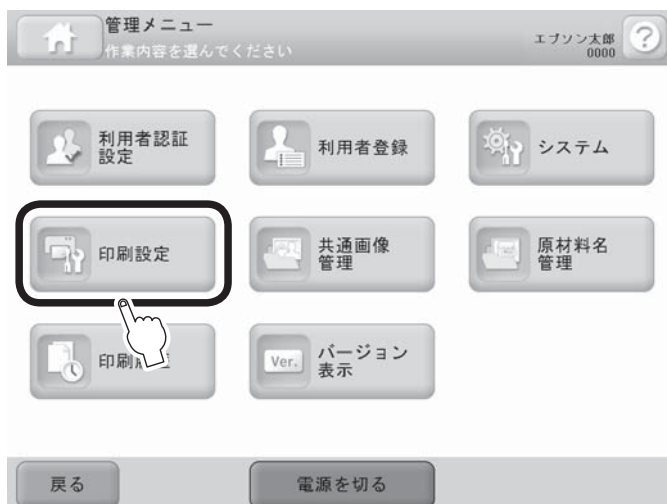 管理メニュー
作業内容を選んでください
エプソン太郎
0000
?
利用者認証
設定
利用者登録
システム
印刷設定
共通画像
管理
原材料名
管理
印刷
Ver.
バージョン
表示
戻る
電源を切る